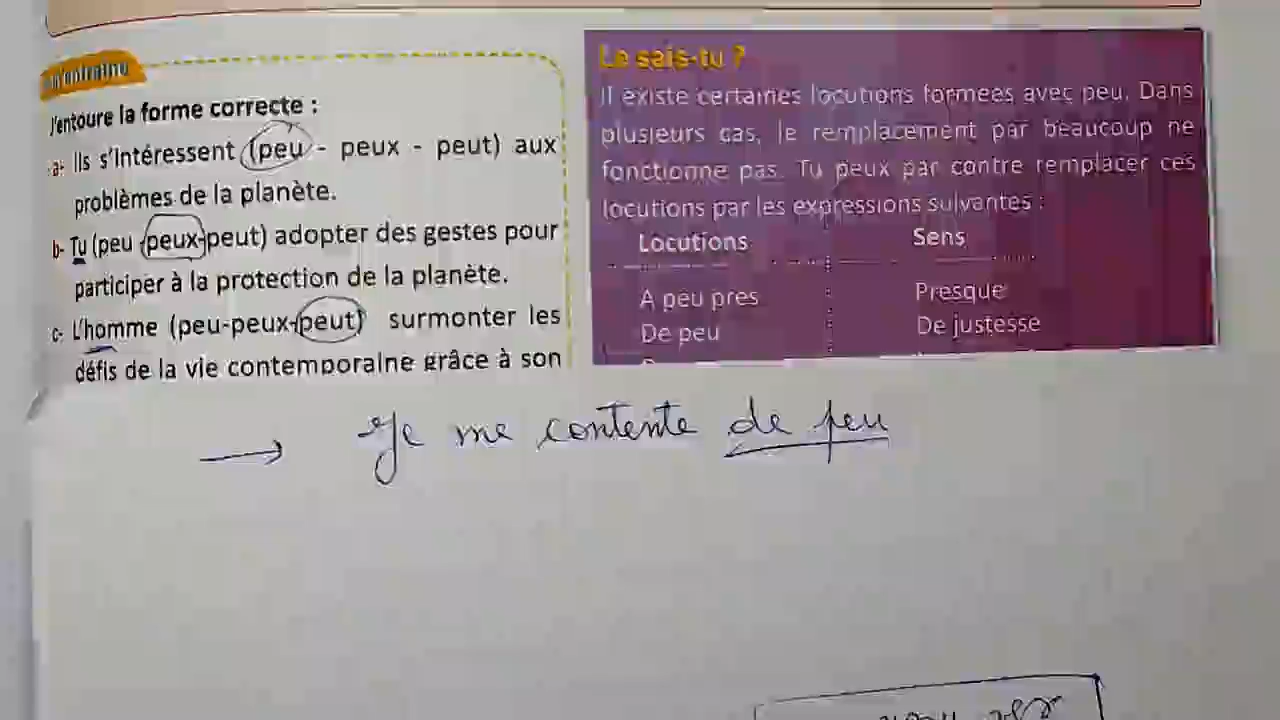 J'entoure la forme correcte :
a- Ils s'intéressent (peu - peux - peut) aux
problèmes de la planète.
b- Tu (peu -peux-peut) adopter des gestes pour
participer à la protection de la planète.
c- L'homme (peu-peux-peut) surmonter les
défis de la vie contemporaine grâce à son
Le sais-tu ?
Il existe certaines locutions formées avec peu. Dans
plusieurs cas, le remplacement par beaucoup ne
fonctionne pas. Tu peux par contre remplacer ces
locutions par les expressions suivantes :
Locutions Sens
A peu pres Presque
De peu De justesse
Je me contente de peu